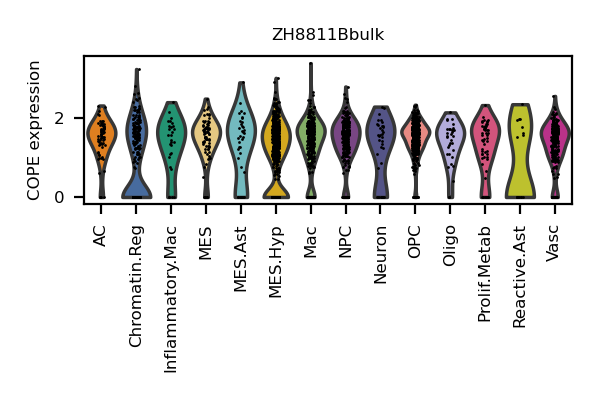 ZH8811Bbulk
COPE expression
2
0
AC
Chromatin.Reg
Inflammatory.Mac
MES
MES.Ast
MES.Hyp
Mac
NPC
Neuron
OPC
Oligo
Prolif.Metab
Reactive.Ast
Vasc